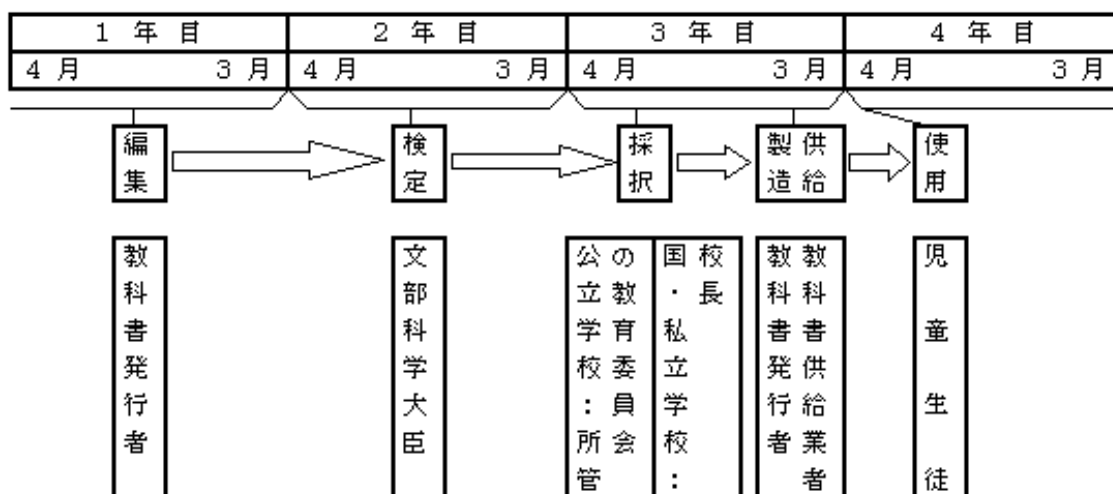 1年目
2年目
3年目
4年目
4月 3月
4月 3月
4月 3月
4月 3月
編集
検定
採択
製造
供給
使用
教科書発行者
文部科学大臣
公立学校:所管
の教育委員会
国・私立学校:
校長
教科書発行者
教科書供給業者
児童生徒